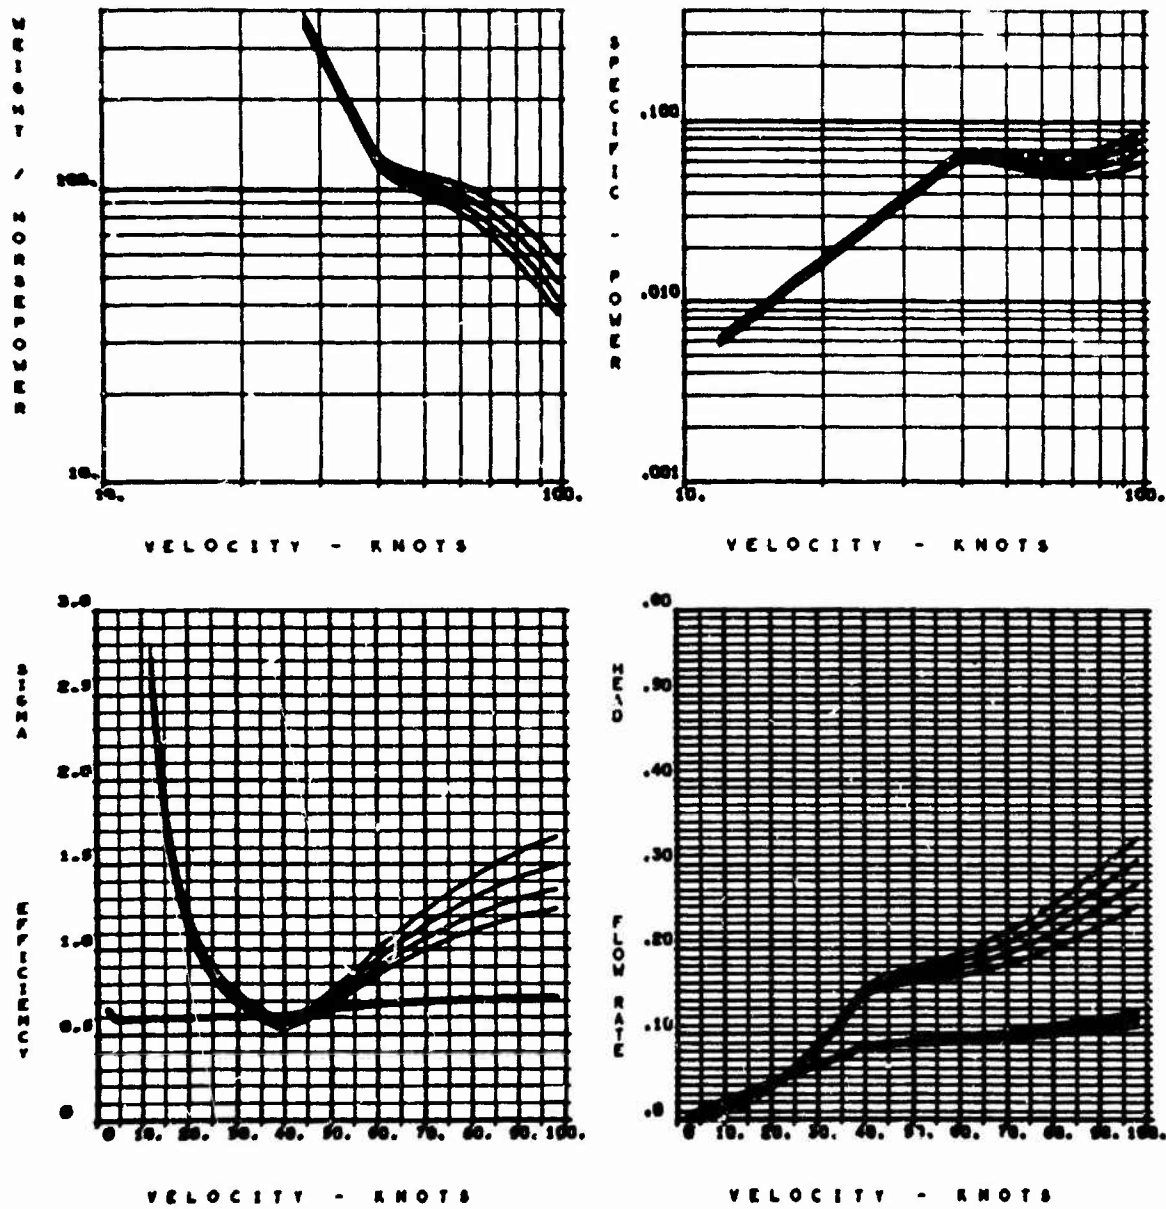 WEIGHT / HORSEPOWER
100.
10.
10. 100.
VELOCITY - KNOTS
SPECIFIC - POWER
.100
.010
.001
10. 100.
VELOCITY - KNOTS
SIGMA
EFFICIENCY
3.0
2.5
2.0
1.5
1.0
0.5
0
0 10. 20. 30. 40. 50. 60. 70. 80. 90. 100.
VELOCITY - KNOTS
HEAD
FLOW RATE
.60
.50
.40
.30
.20
.10
.0
0 10. 20. 30. 40. 50. 60. 70. 80. 90. 100.
VELOCITY - KNOTS